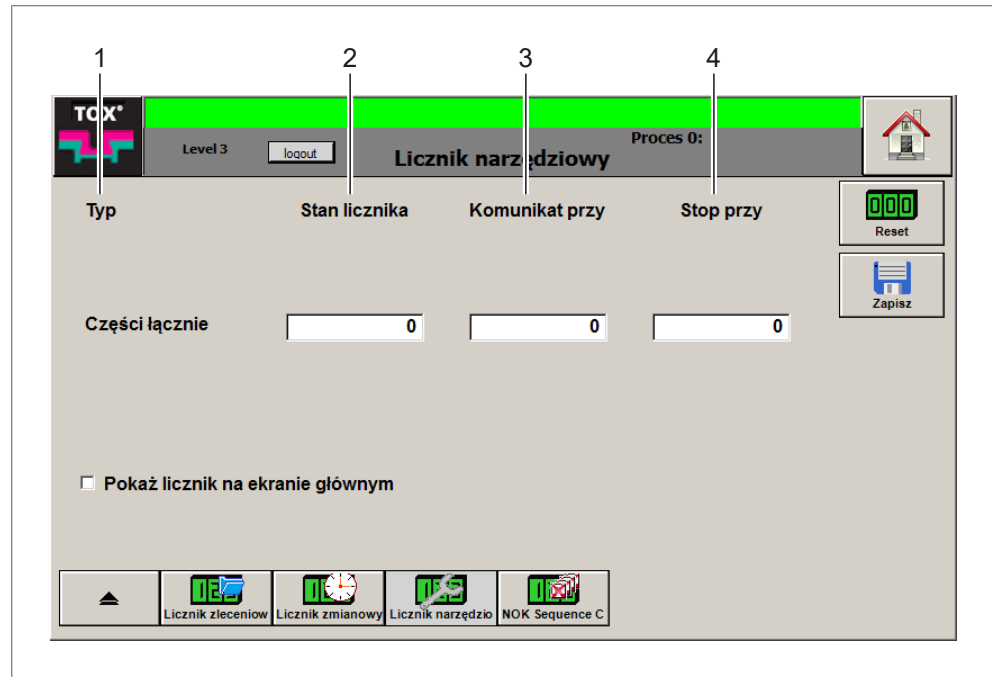 1 2 3 4
TOX®
Level 3 logout Licznik narzędziowy Proces 0:
Typ Stan licznika Komunikat przy Stop przy
000
Reset
Zapisz
Części łącznie 0 0 0
Pokaż licznik na ekranie głównym
Licznik zleceniow Licznik zmianowy Licznik narzędzio NOK Sequence C